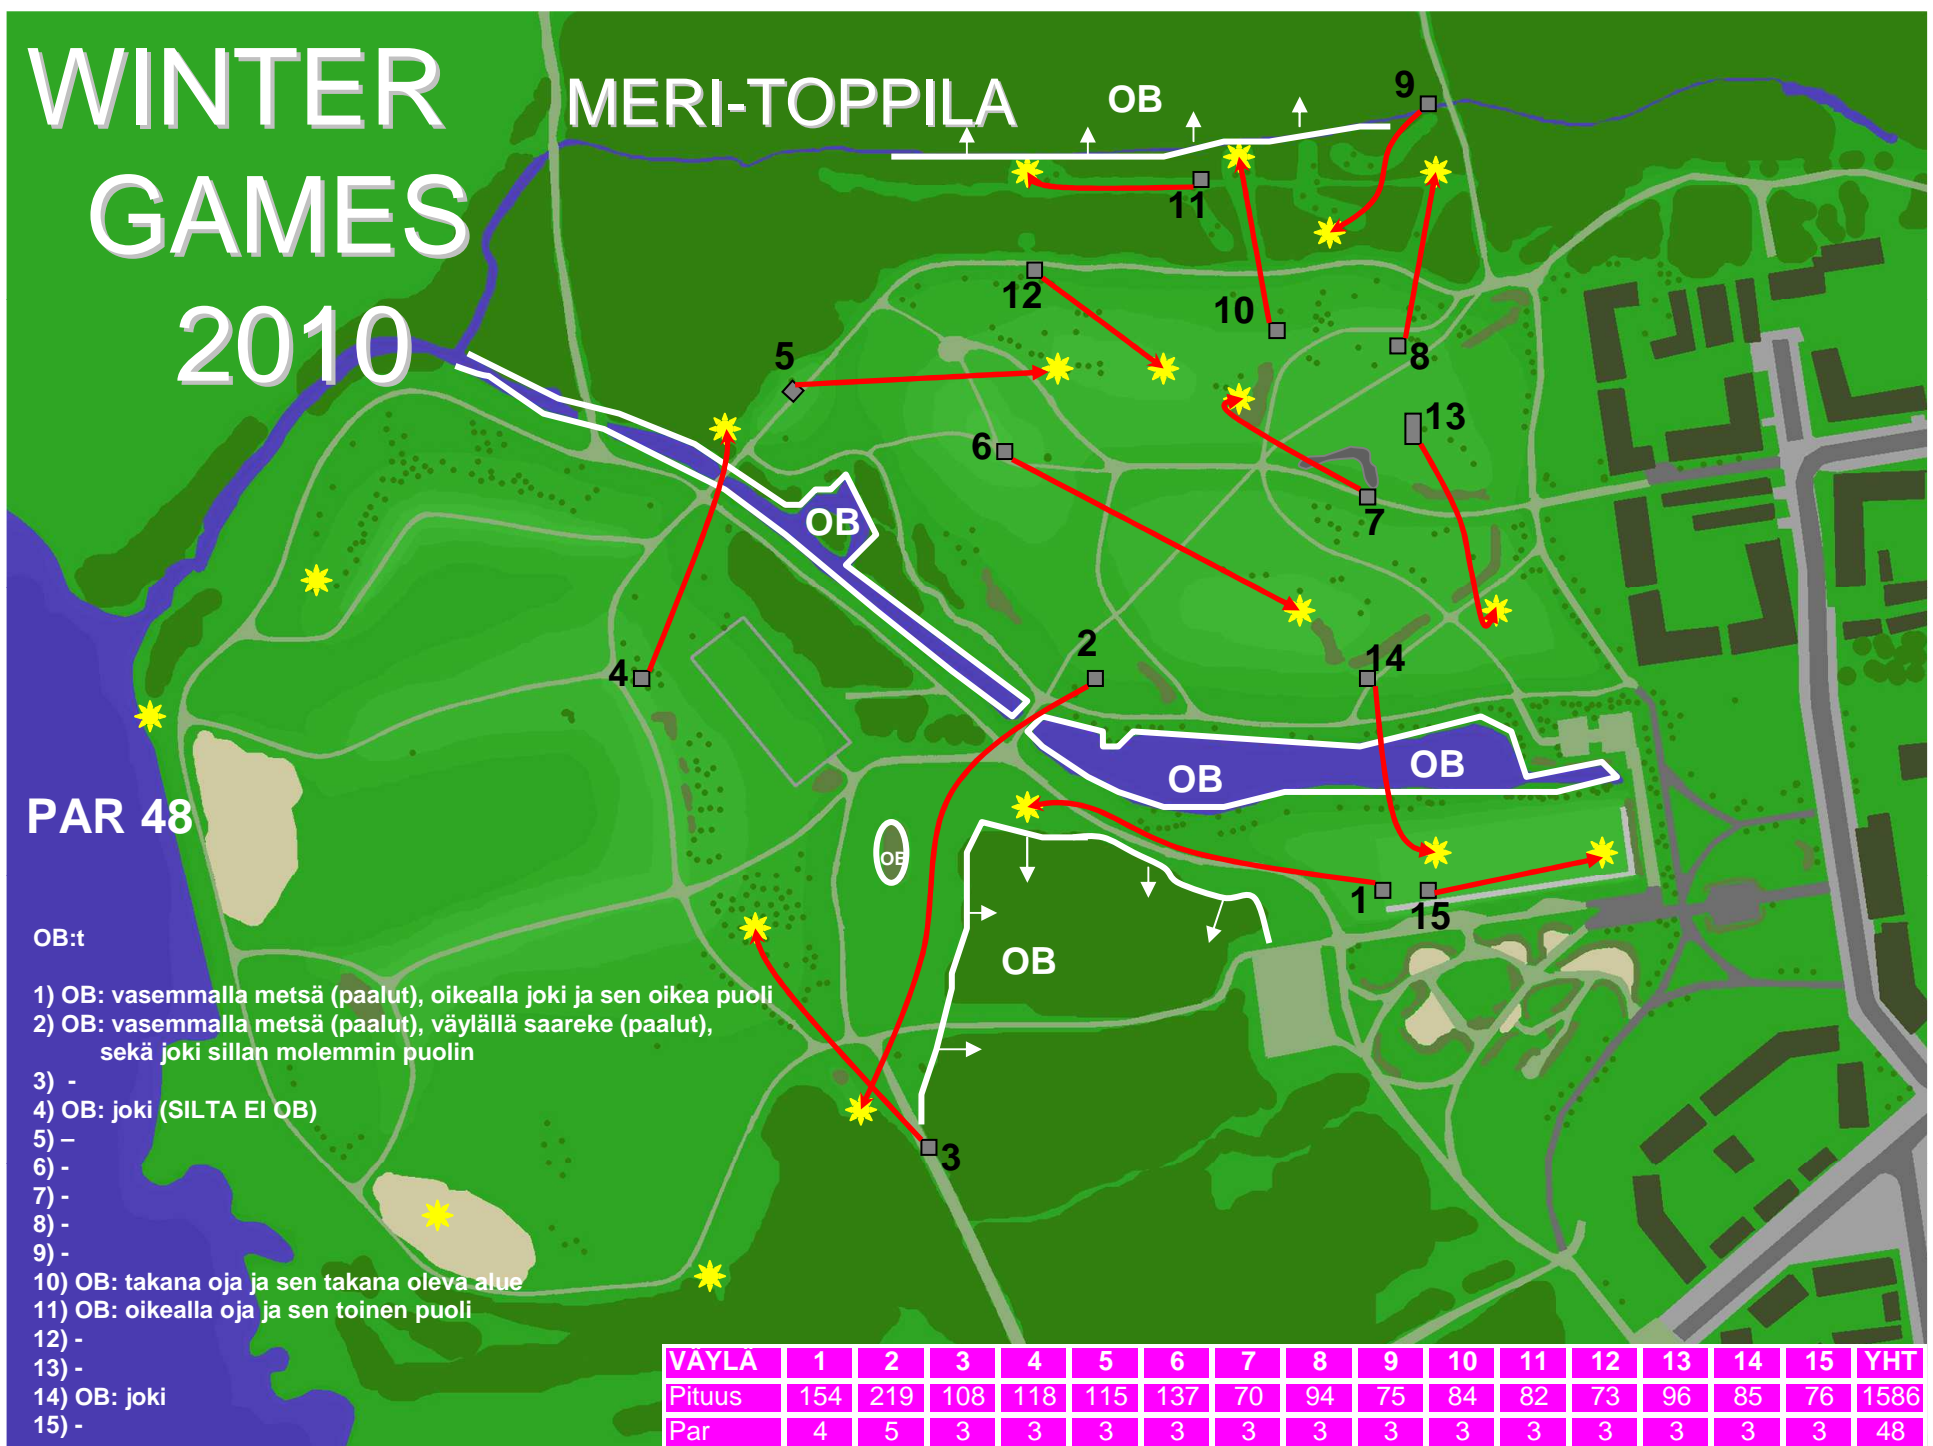 WINTER
GAMES
2010
MERI-TOPPILA
OB
9
11
12
10
8
5
13
6
7
OB
2
4
14
OB
OB
PAR 48
OB
1
15
OB
3
OB:t
1) OB: vasemmalla metsä (paalut), oikealla joki ja sen oikea puoli
2) OB: vasemmalla metsä (paalut), väylällä saareke (paalut),
sekä joki sillan molemmin puolin
3) -
4) OB: joki (SILTA EI OB)
5) –
6) -
7) -
8) -
9) -
10) OB: takana oja ja sen takana oleva alue
11) OB: oikealla oja ja sen toinen puoli
12) -
13) -
14) OB: joki
15) -
VÄYLÄ 1 2 3 4 5 6 7 8 9 10 11 12 13 14 15 YHT
Pituus 154 219 108 118 115 137 70 94 75 84 82 73 96 85 76 1586
Par 4 5 3 3 3 3 3 3 3 3 3 3 3 3 3 48